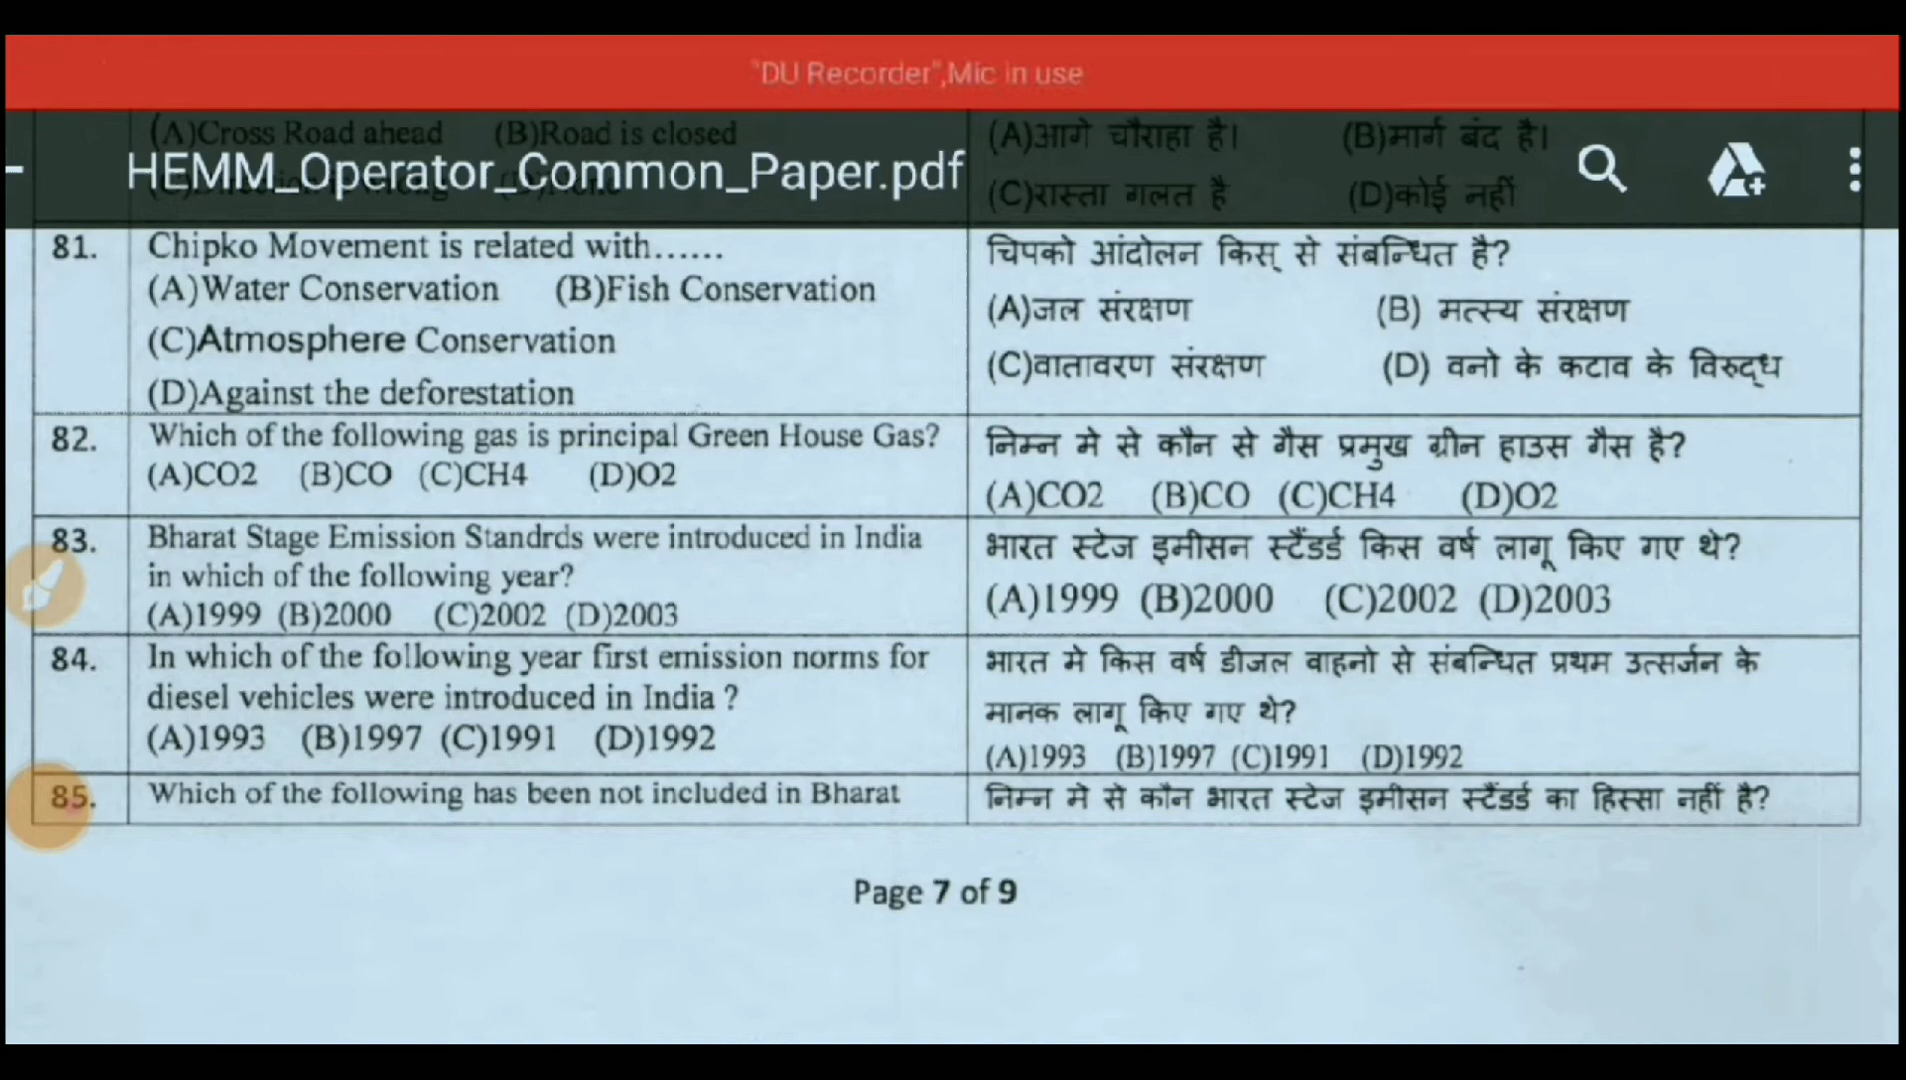 "DU Recorder",Mic in use
(A)Cross Road ahead (B)Road is closed
(A)आगे चौराहा है। (B)मार्ग बंद है।
HEMM_Operator_Common_Paper.pdf
(C)रास्ता गलत है (D)कोई नहीं
81. Chipko Movement is related with......
(A)Water Conservation (B)Fish Conservation
(C)Atmosphere Conservation
(D)Against the deforestation
चिपको आंदोलन किस् से संबन्धित है?
(A)जल संरक्षण (B) मत्स्य संरक्षण
(C)वातावरण संरक्षण (D) वनो के कटाव के विरुद्ध
82. Which of the following gas is principal Green House Gas?
(A)CO2 (B)CO (C)CH4 (D)O2
निम्न मे से कौन से गैस प्रमुख ग्रीन हाउस गैस है?
(A)CO2 (B)CO (C)CH4 (D)O2
83. Bharat Stage Emission Standrds were introduced in India
in which of the following year?
(A)1999 (B)2000 (C)2002 (D)2003
भारत स्टेज इमीसन स्टैंडर्ड किस वर्ष लागू किए गए थे?
(A)1999 (B)2000 (C)2002 (D)2003
84. In which of the following year first emission norms for
diesel vehicles were introduced in India ?
(A)1993 (B)1997 (C)1991 (D)1992
भारत मे किस वर्ष डीजल वाहनो से संबन्धित प्रथम उत्सर्जन के
मानक लागू किए गए थे?
(A)1993 (B)1997 (C)1991 (D)1992
85. Which of the following has been not included in Bharat
निम्न मे से कौन भारत स्टेज इमीसन स्टैंडर्ड का हिस्सा नहीं है?
Page 7 of 9